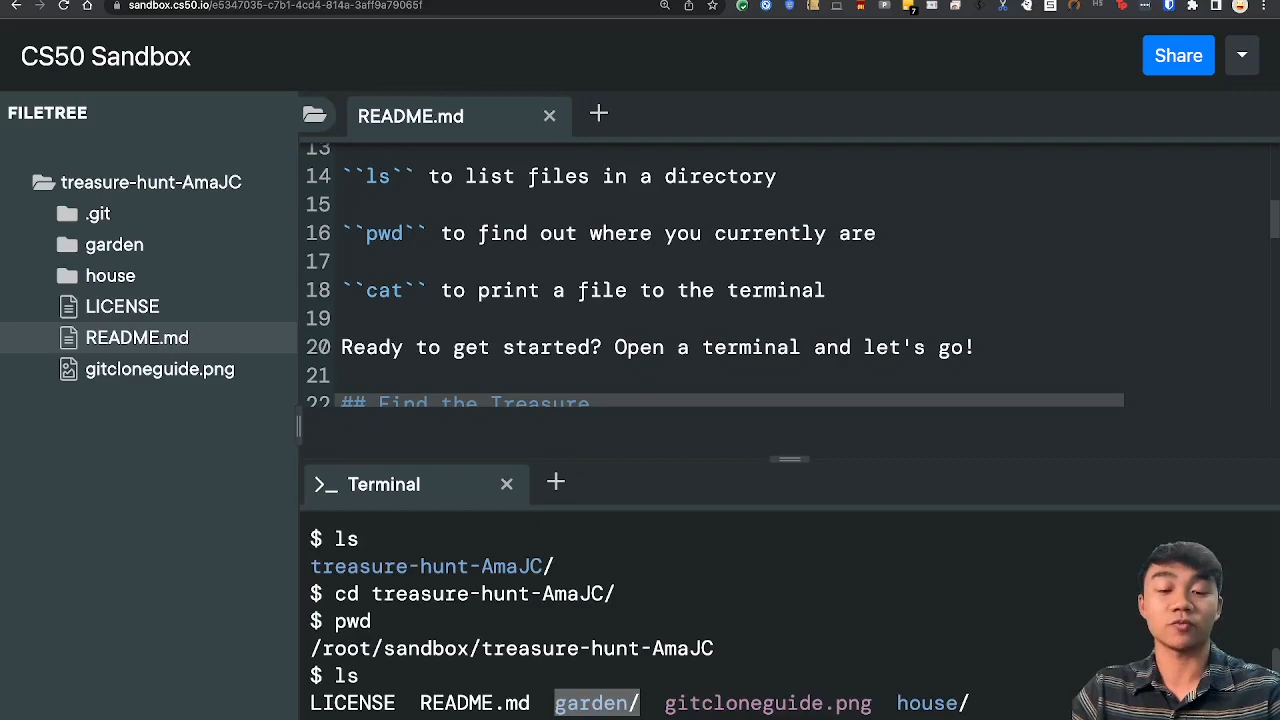 sandbox.cs50.io/e5347035-c7b1-4cd4-814a-3aff9a79065f
CS50 Sandbox
Share
FILETREE
README.md
treasure-hunt-AmaJC
.git
garden
house
LICENSE
README.md
gitcloneguide.png
13
14 ``ls`` to list files in a directory
15
16 ``pwd`` to find out where you currently are
17
18 ``cat`` to print a file to the terminal
19
20 Ready to get started? Open a terminal and let's go!
21
22 ## Find the Treasure
>_ Terminal
$ ls
treasure-hunt-AmaJC/
$ cd treasure-hunt-AmaJC/
$ pwd
/root/sandbox/treasure-hunt-AmaJC
$ ls
LICENSE README.md garden/ gitcloneguide.png house/